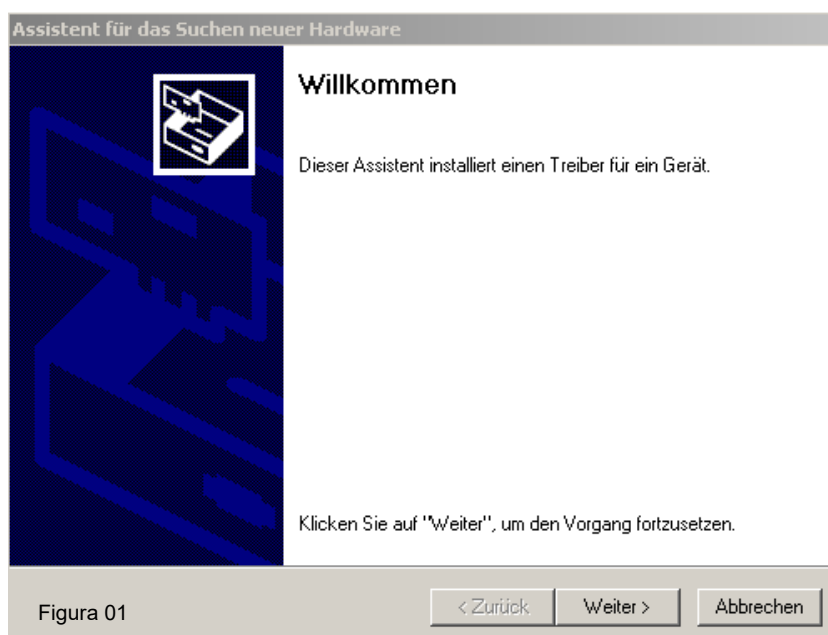 Assistent für das Suchen neuer Hardware
Willkommen
Dieser Assistent installiert einen Treiber für ein Gerät.
Klicken Sie auf "Weiter", um den Vorgang fortzusetzen.
Figura 01
< Zurück
Weiter >
Abbrechen